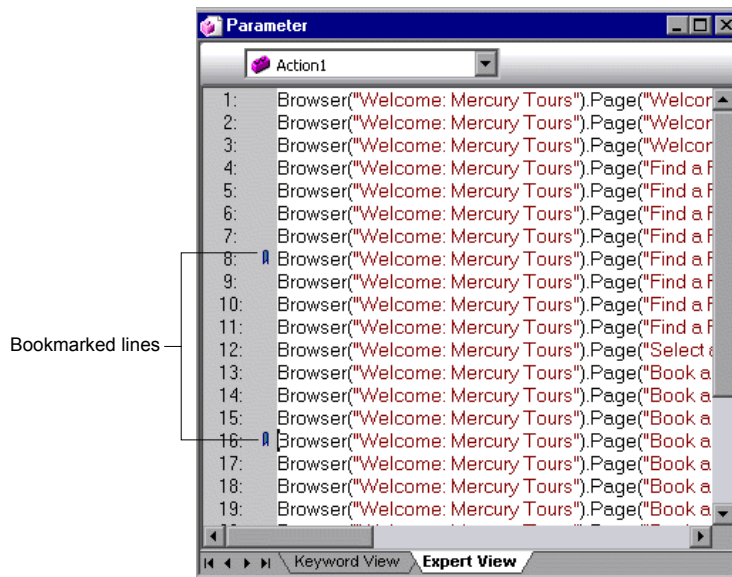 Parameter
Action1
1: Browser("Welcome: Mercury Tours").Page("Welcor
2: Browser("Welcome: Mercury Tours").Page("Welcor
3: Browser("Welcome: Mercury Tours").Page("Welcor
4: Browser("Welcome: Mercury Tours").Page("Find a F
5: Browser("Welcome: Mercury Tours").Page("Find a F
6: Browser("Welcome: Mercury Tours").Page("Find a F
7: Browser("Welcome: Mercury Tours").Page("Find a F
8: Browser("Welcome: Mercury Tours").Page("Find a F
9: Browser("Welcome: Mercury Tours").Page("Find a F
10: Browser("Welcome: Mercury Tours").Page("Find a F
11: Browser("Welcome: Mercury Tours").Page("Find a F
Bookmarked lines
12: Browser("Welcome: Mercury Tours").Page("Select a
13: Browser("Welcome: Mercury Tours").Page("Book a
14: Browser("Welcome: Mercury Tours").Page("Book a
15: Browser("Welcome: Mercury Tours").Page("Book a
16: Browser("Welcome: Mercury Tours").Page("Book a
17: Browser("Welcome: Mercury Tours").Page("Book a
18: Browser("Welcome: Mercury Tours").Page("Book a
19: Browser("Welcome: Mercury Tours").Page("Book a
Keyword View Expert View